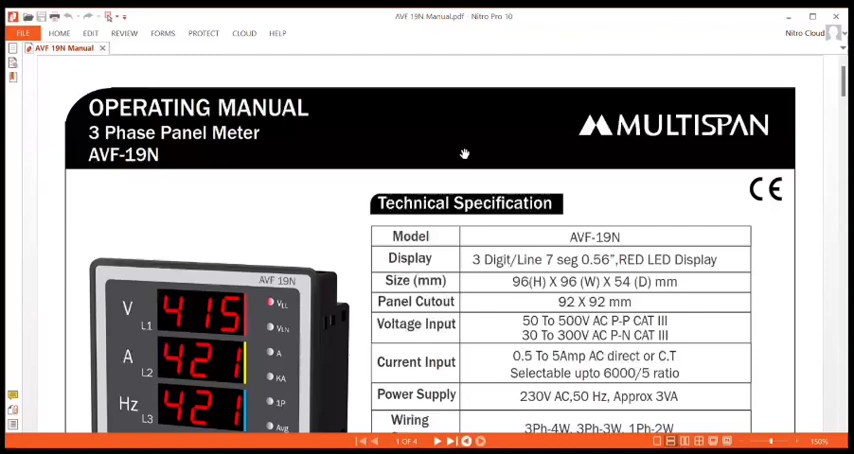 AVF 19N Manual.pdf - Nitro Pro 10
FILE HOME EDIT REVIEW FORMS PROTECT CLOUD HELP Nitro Cloud
AVF 19N Manual
OPERATING MANUAL
3 Phase Panel Meter
AVF-19N
MULTISPAN
CE
Technical Specification
Model AVF-19N
Display 3 Digit/Line 7 seg 0.56",RED LED Display
Size (mm) 96(H) X 96 (W) X 54 (D) mm
Panel Cutout 92 X 92 mm
Voltage Input 50 To 500V AC P-P CAT III
30 To 300V AC P-N CAT III
Current Input 0.5 To 5Amp AC direct or C.T
Selectable upto 6000/5 ratio
Power Supply 230V AC,50 Hz, Approx 3VA
Wiring
3Ph-4W, 3Ph-3W, 1Ph-2W
AVF 19N
V L1 415 VLL
VLN
A L2 421 A
KA
Hz L3 421 1P
Avg
1 OF 4
150%